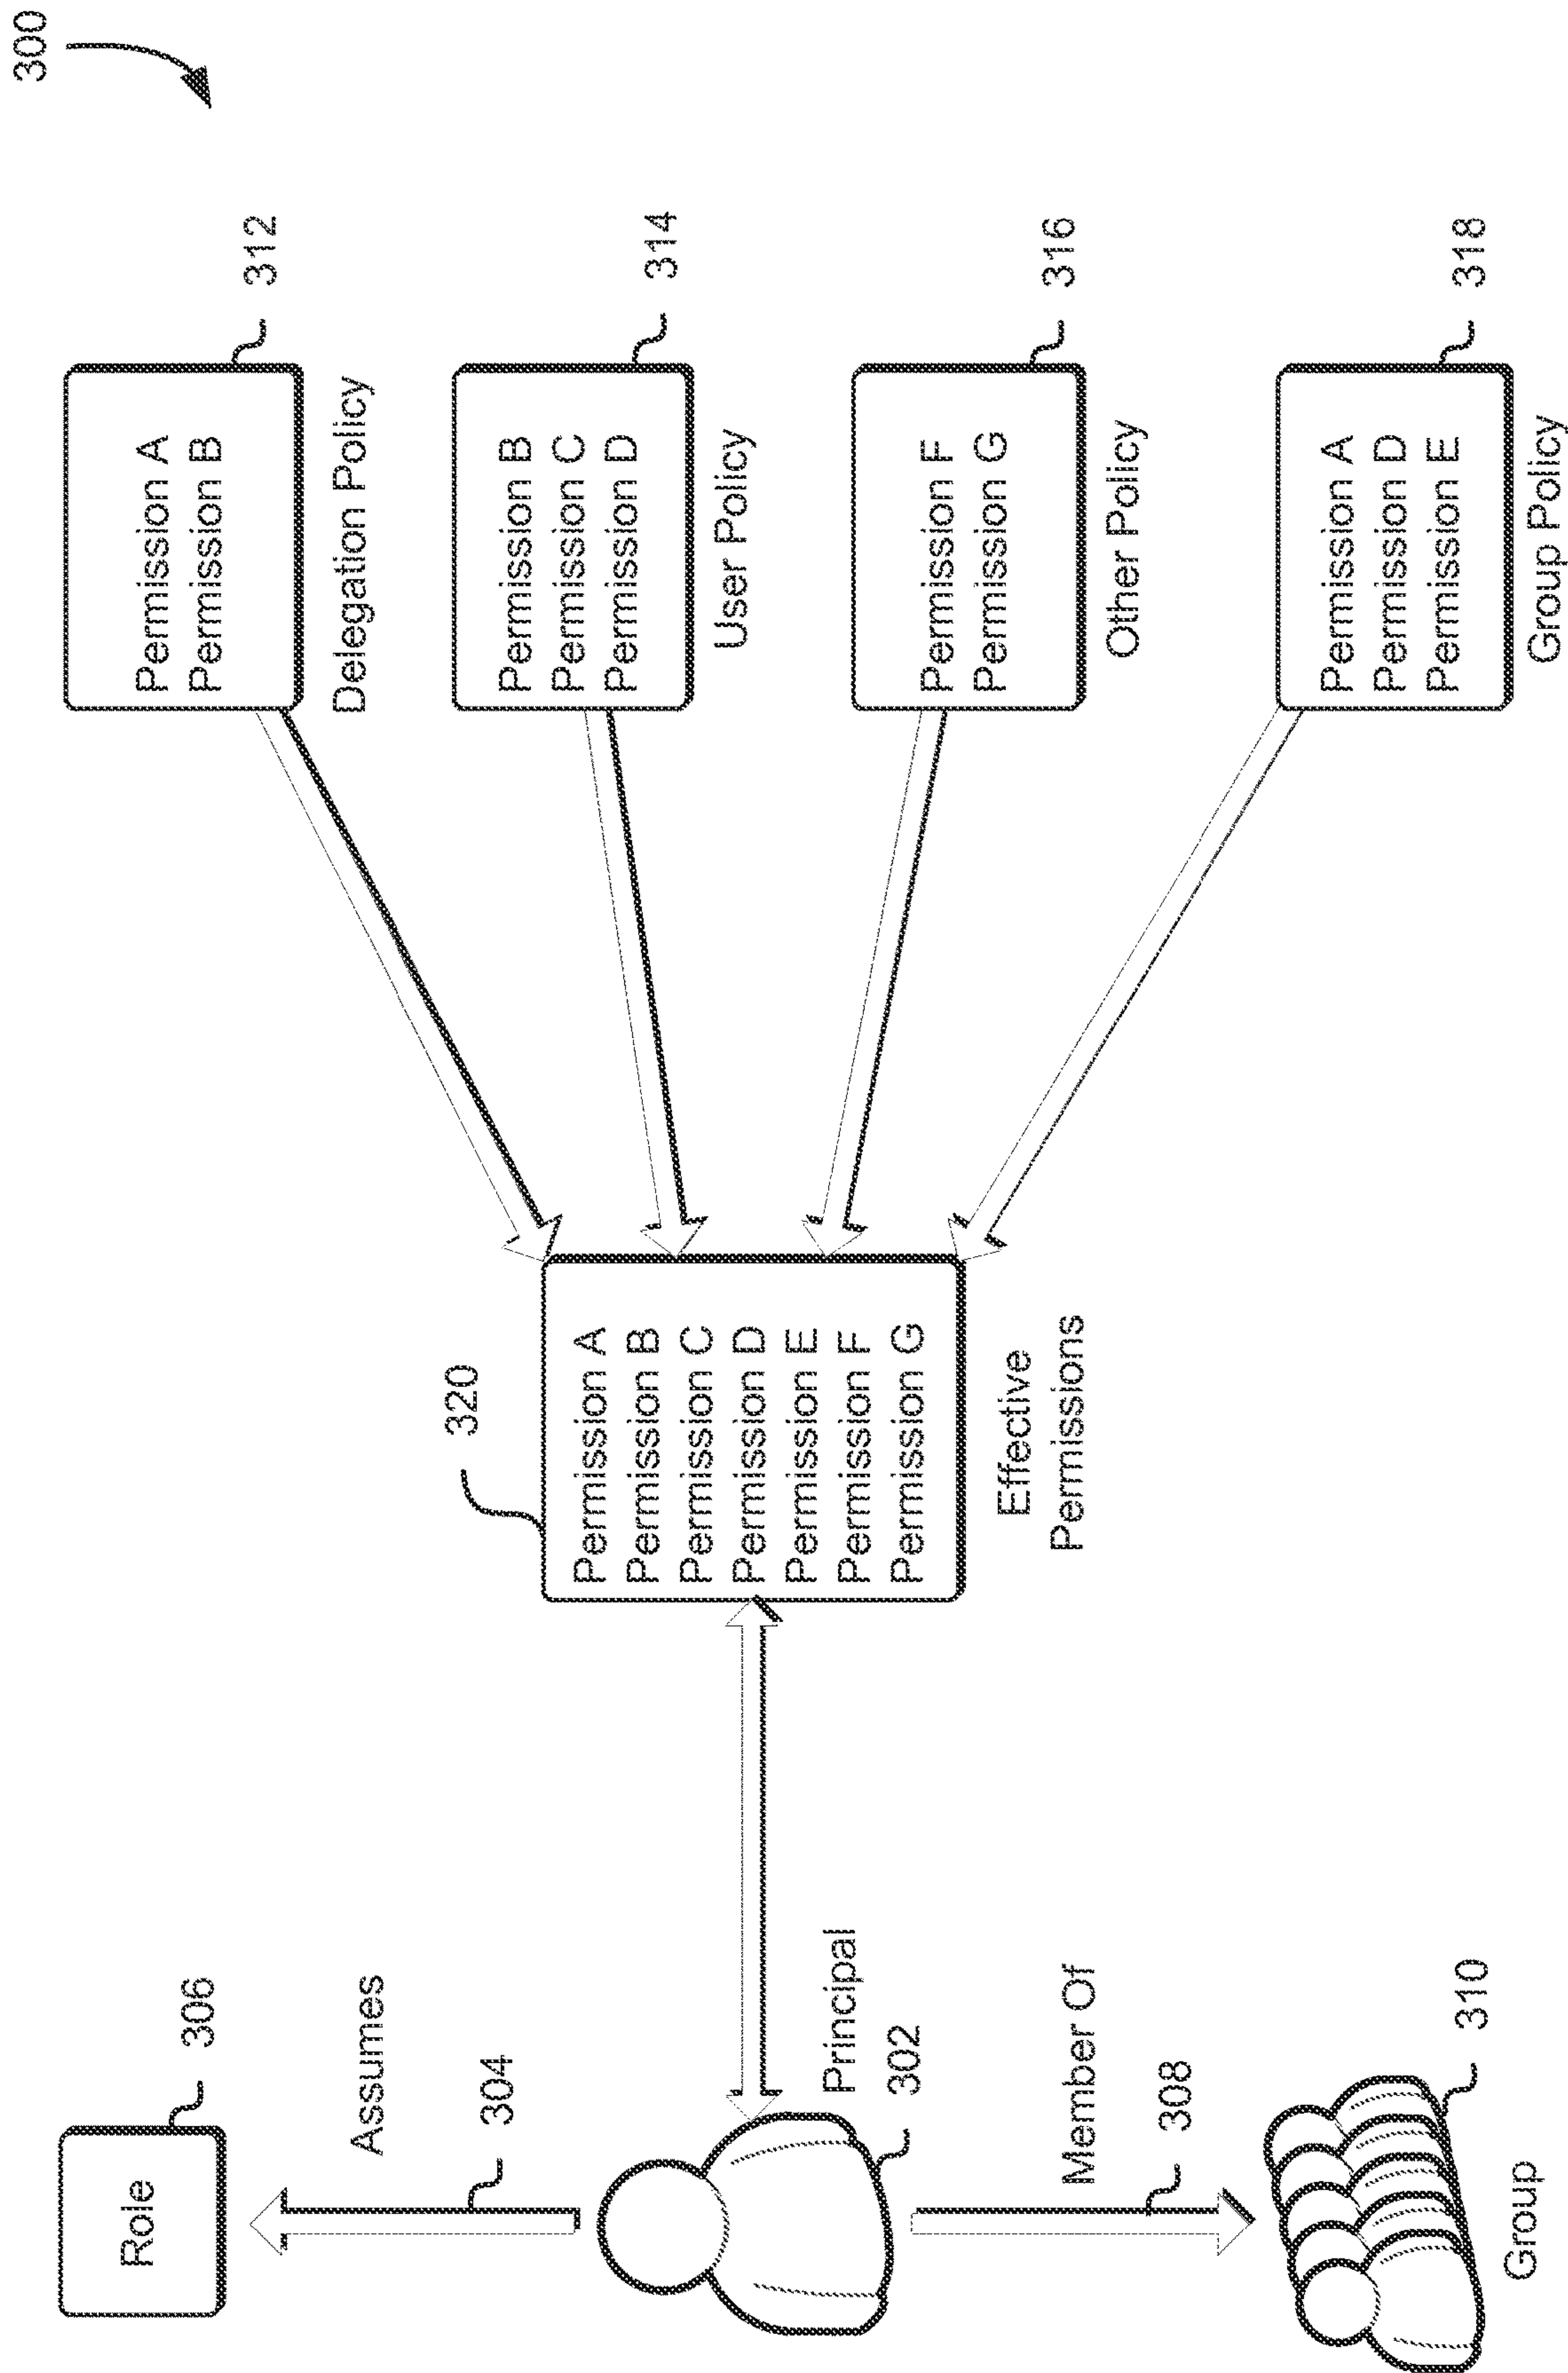 300
Role
306
Assumes
304
Principal
302
Member Of
308
310
Group
320
Permission A
Permission B
Permission C
Permission D
Permission E
Permission F
Permission G
Effective
Permissions
Permission A
Permission B
312
Delegation Policy
Permission B
Permission C
Permission D
314
User Policy
Permission F
Permission G
316
Other Policy
Permission A
Permission D
Permission E
318
Group Policy